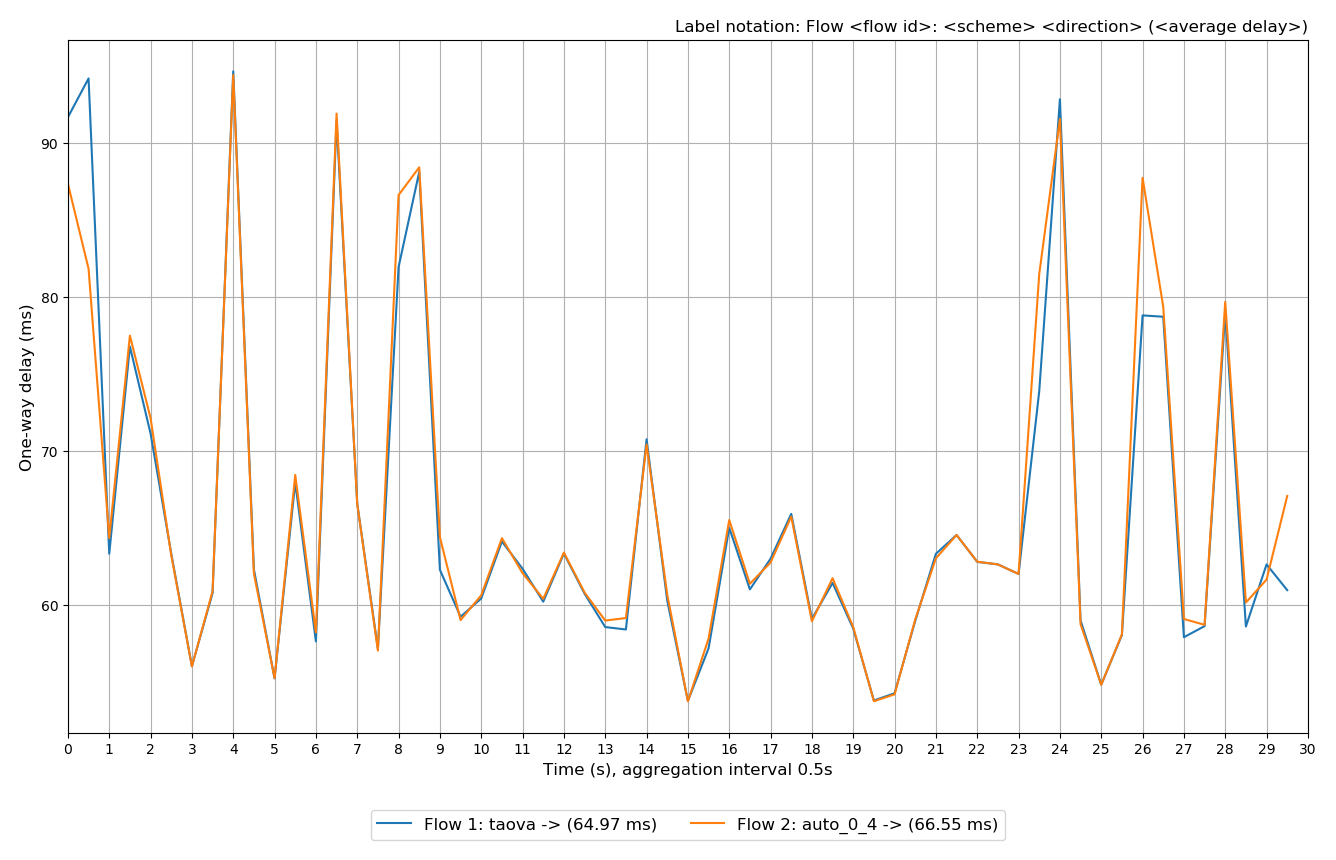 Label notation: Flow <flow id>: <scheme> <direction> (<average delay>)
One-way delay (ms)
90
80
70
60
0 1 2 3 4 5 6 7 8 9 10 11 12 13 14 15 16 17 18 19 20 21 22 23 24 25 26 27 28 29 30
Time (s), aggregation interval 0.5s
Flow 1: taova -> (64.97 ms) Flow 2: auto_0_4 -> (66.55 ms)